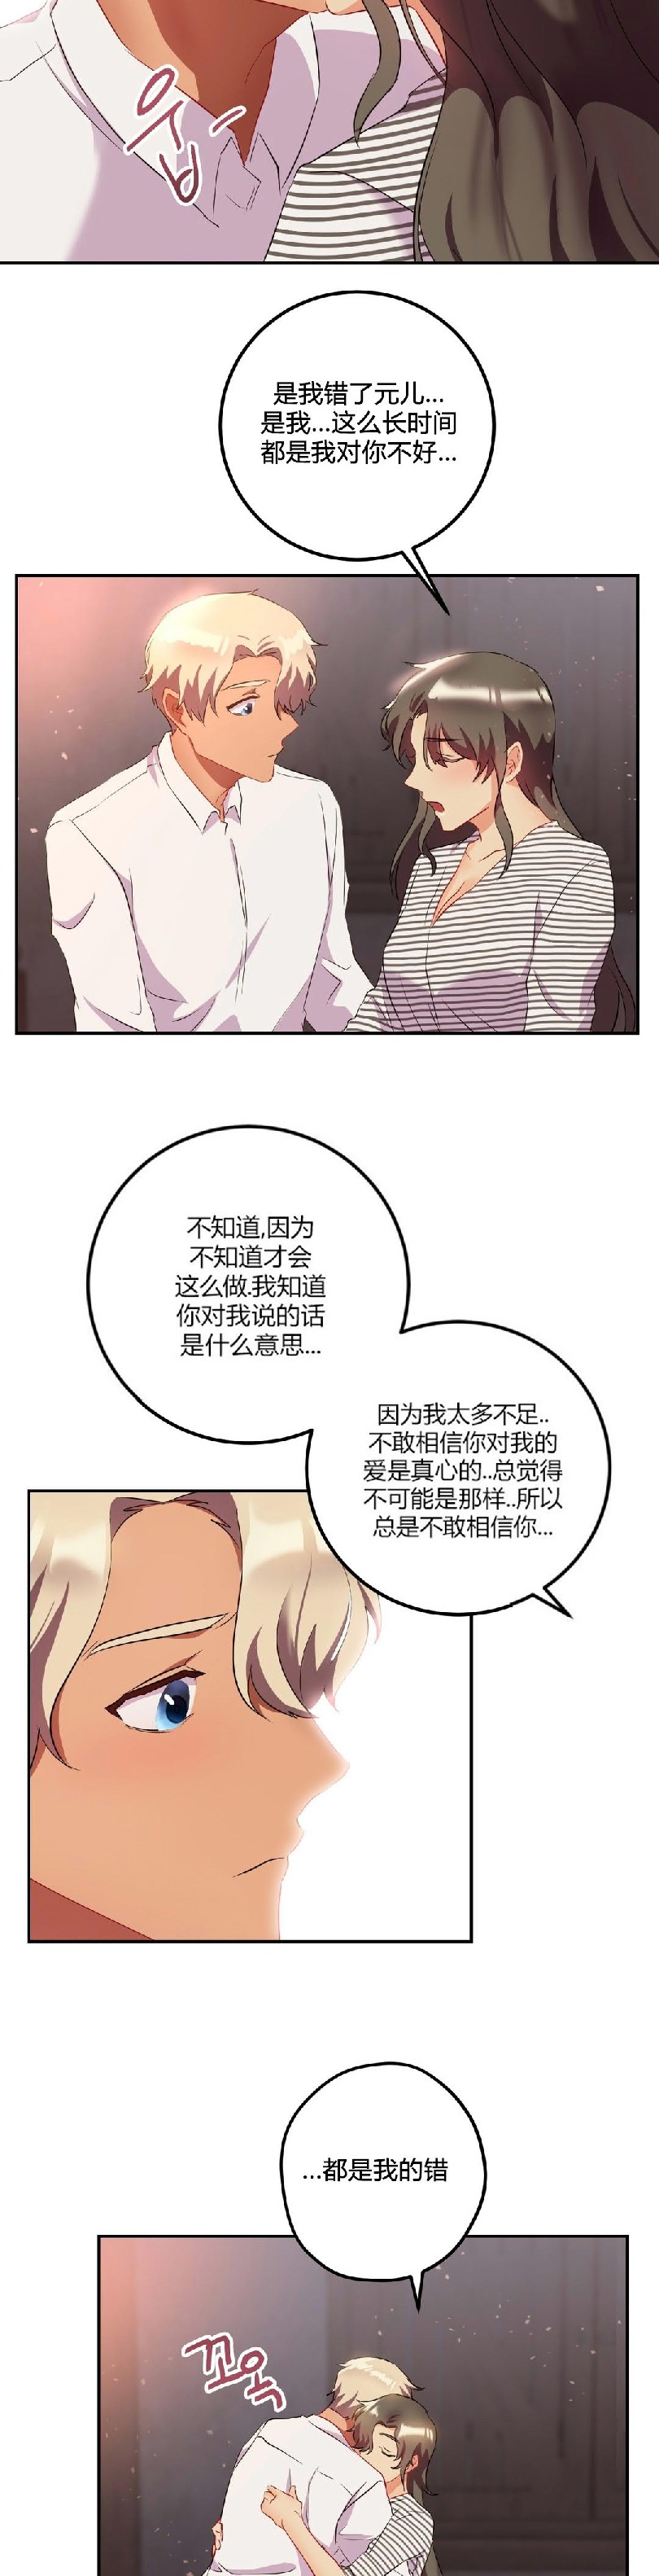 웁-
是我错了元儿...
是我...这么长时间
都是我对你不好...
不知道,因为
不知道才会
这么做.我知道
你对我说的话
是什么意思...
因为我太多不足..
不敢相信你对我的
爱是真心的..总觉得
不可能是那样..所以
总是不敢相信你...
...都是我的错
꼬옥